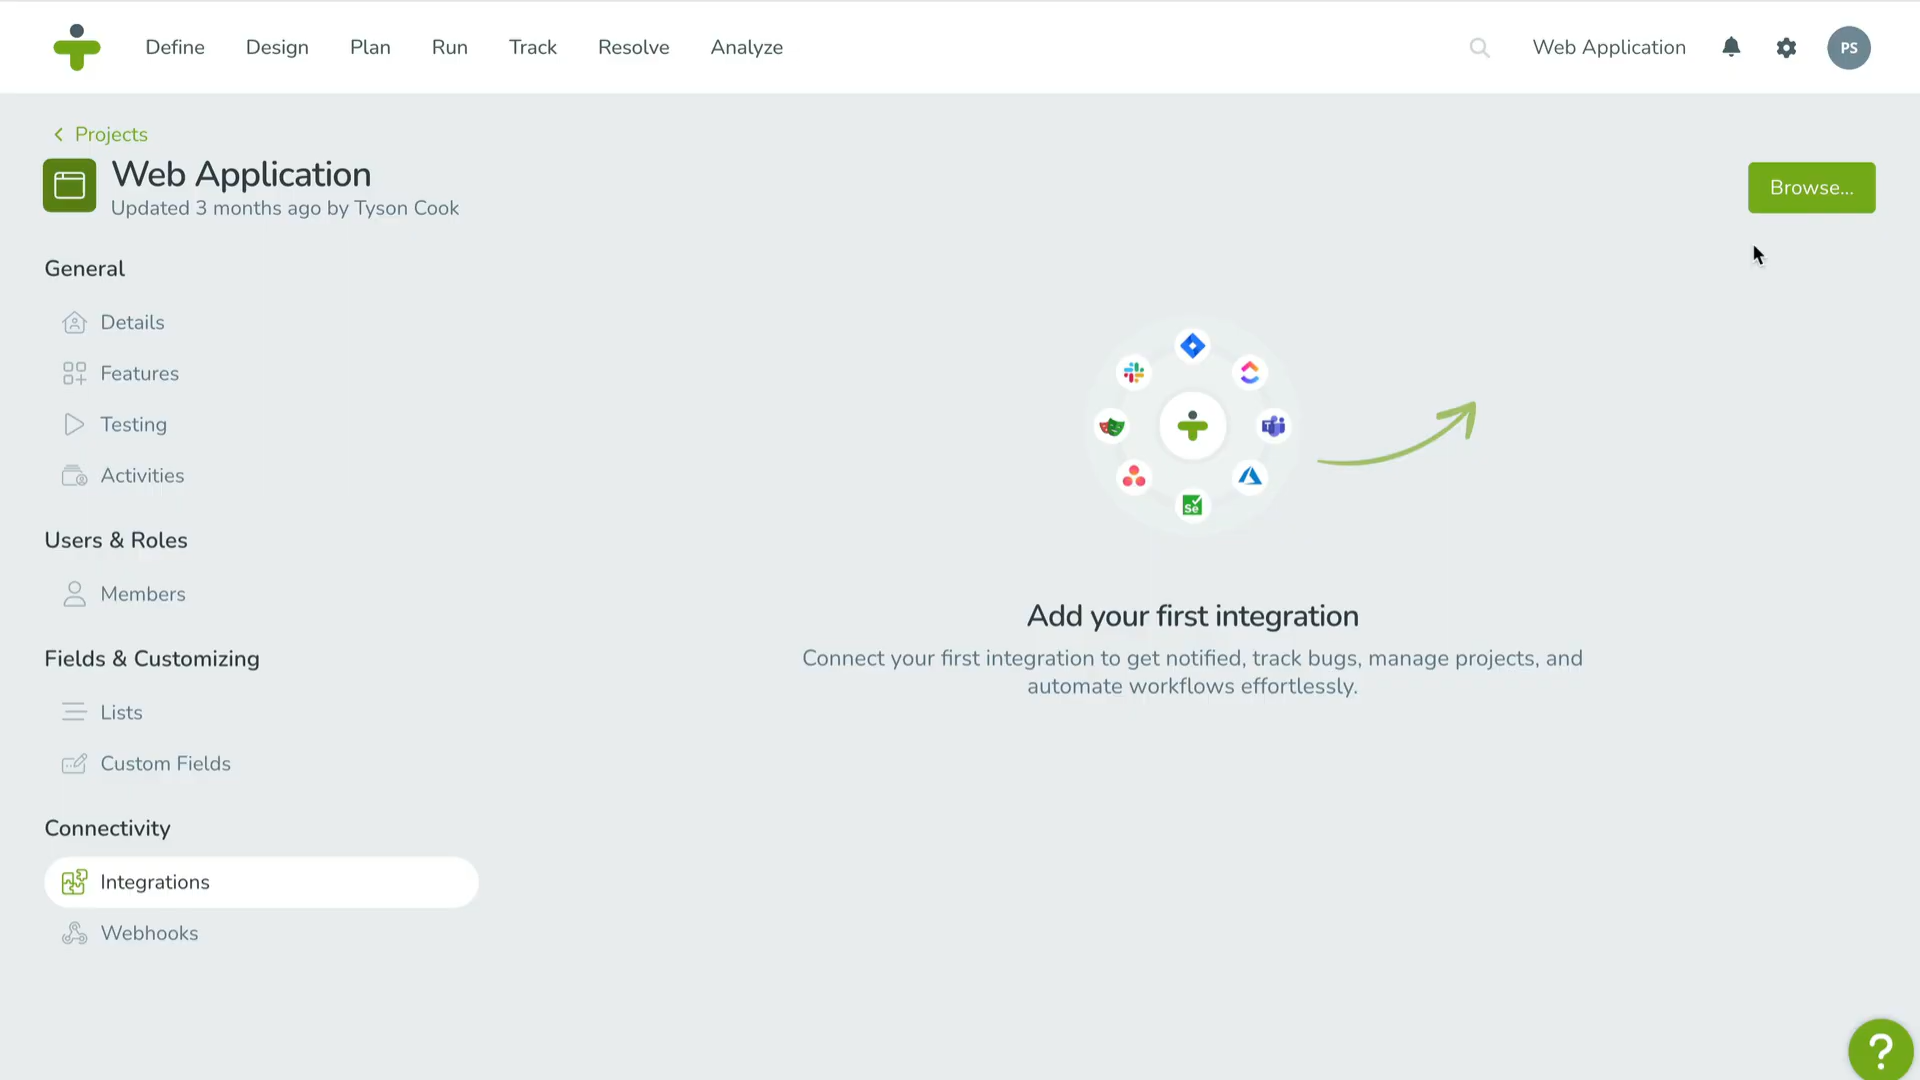 Define Design Plan Run Track Resolve Analyze Web Application PS
Projects
Web Application
Updated 3 months ago by Tyson Cook
Browse...
General
Details
Features
Testing
Activities
Users & Roles
Members
Fields & Customizing
Lists
Custom Fields
Connectivity
Integrations
Webhooks
T
Se
Add your first integration
Connect your first integration to get notified, track bugs, manage projects, and
automate workflows effortlessly.
?